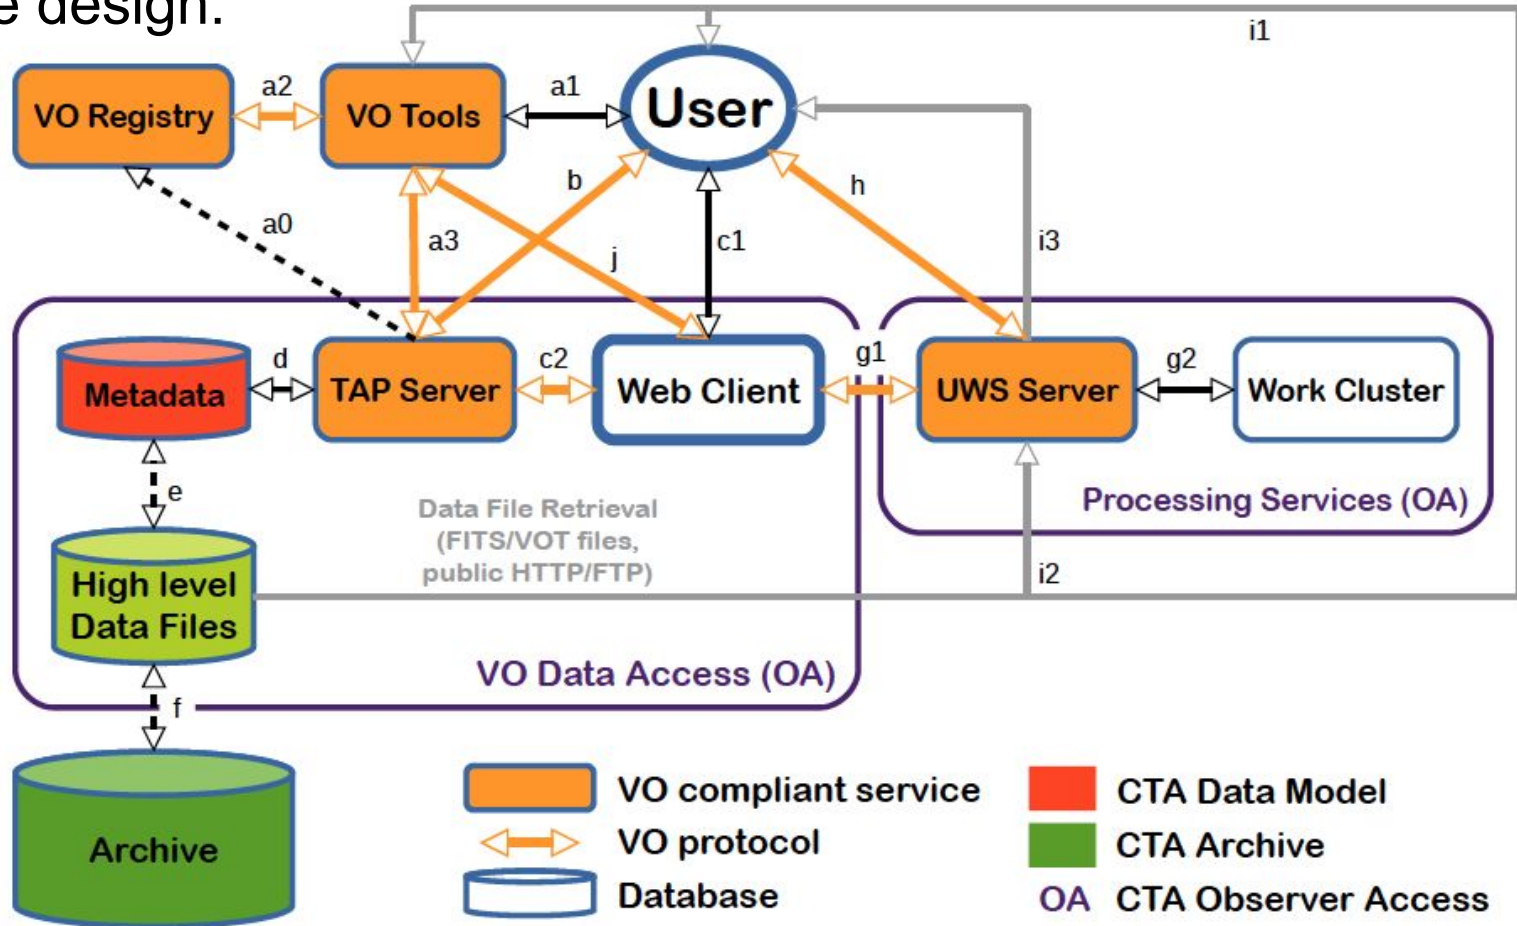 e design.
i1
VO Registry
a2
VO Tools
a1
User
a0
a3
b
j
c1
h
i3
Metadata
d
TAP Server
c2
Web Client
g1
UWS Server
g2
Work Cluster
e
Data File Retrieval
(FITS/VOT files,
public HTTP/FTP)
Processing Services (OA)
High level
Data Files
i2
VO Data Access (OA)
f
Archive
VO compliant service
VO protocol
Database
CTA Data Model
CTA Archive
OA CTA Observer Access